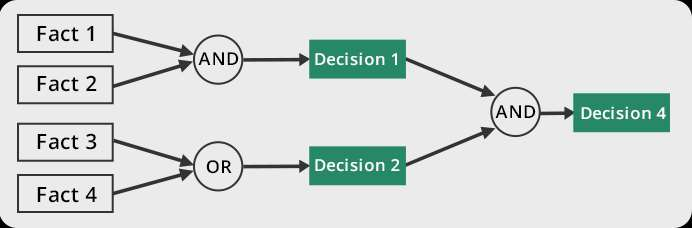 Fact 1
AND
Decision 1
Fact 2
AND
Decision 4
Fact 3
OR
Decision 2
Fact 4